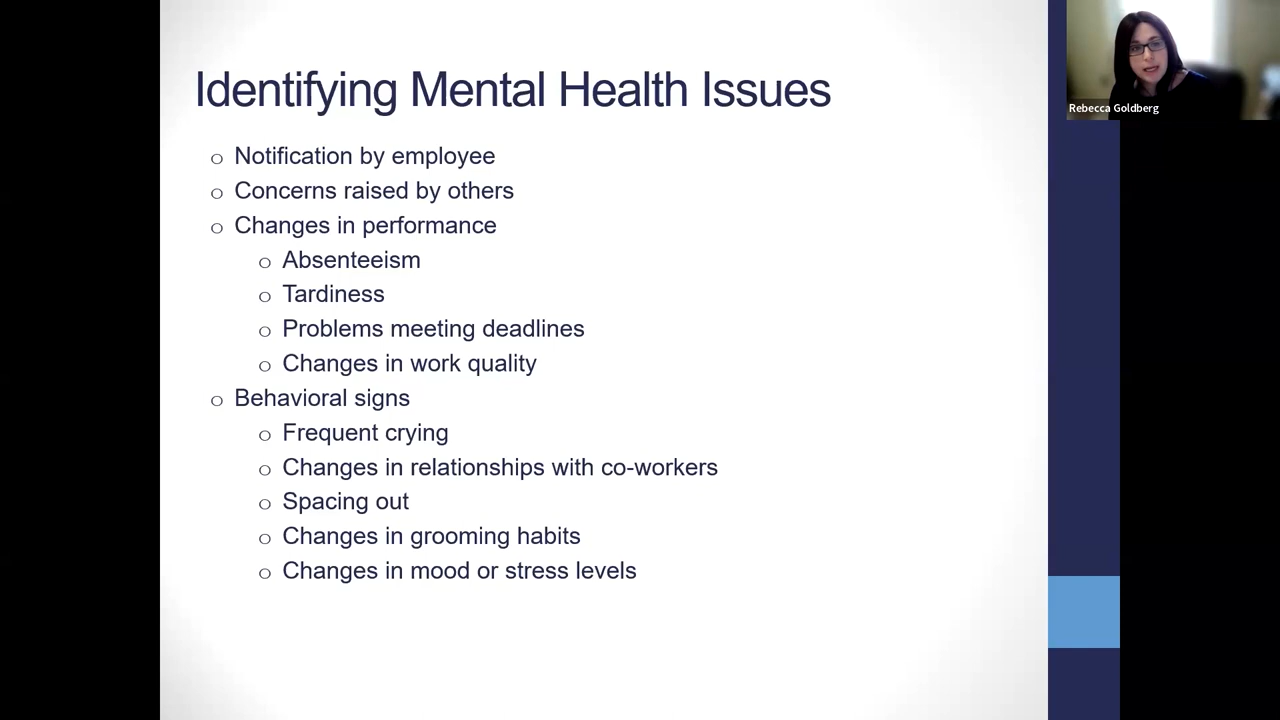 Identifying Mental Health Issues
o Notification by employee
o Concerns raised by others
o Changes in performance
o Absenteeism
o Tardiness
o Problems meeting deadlines
o Changes in work quality
o Behavioral signs
o Frequent crying
o Changes in relationships with co-workers
o Spacing out
o Changes in grooming habits
o Changes in mood or stress levels
Rebecca Goldberg